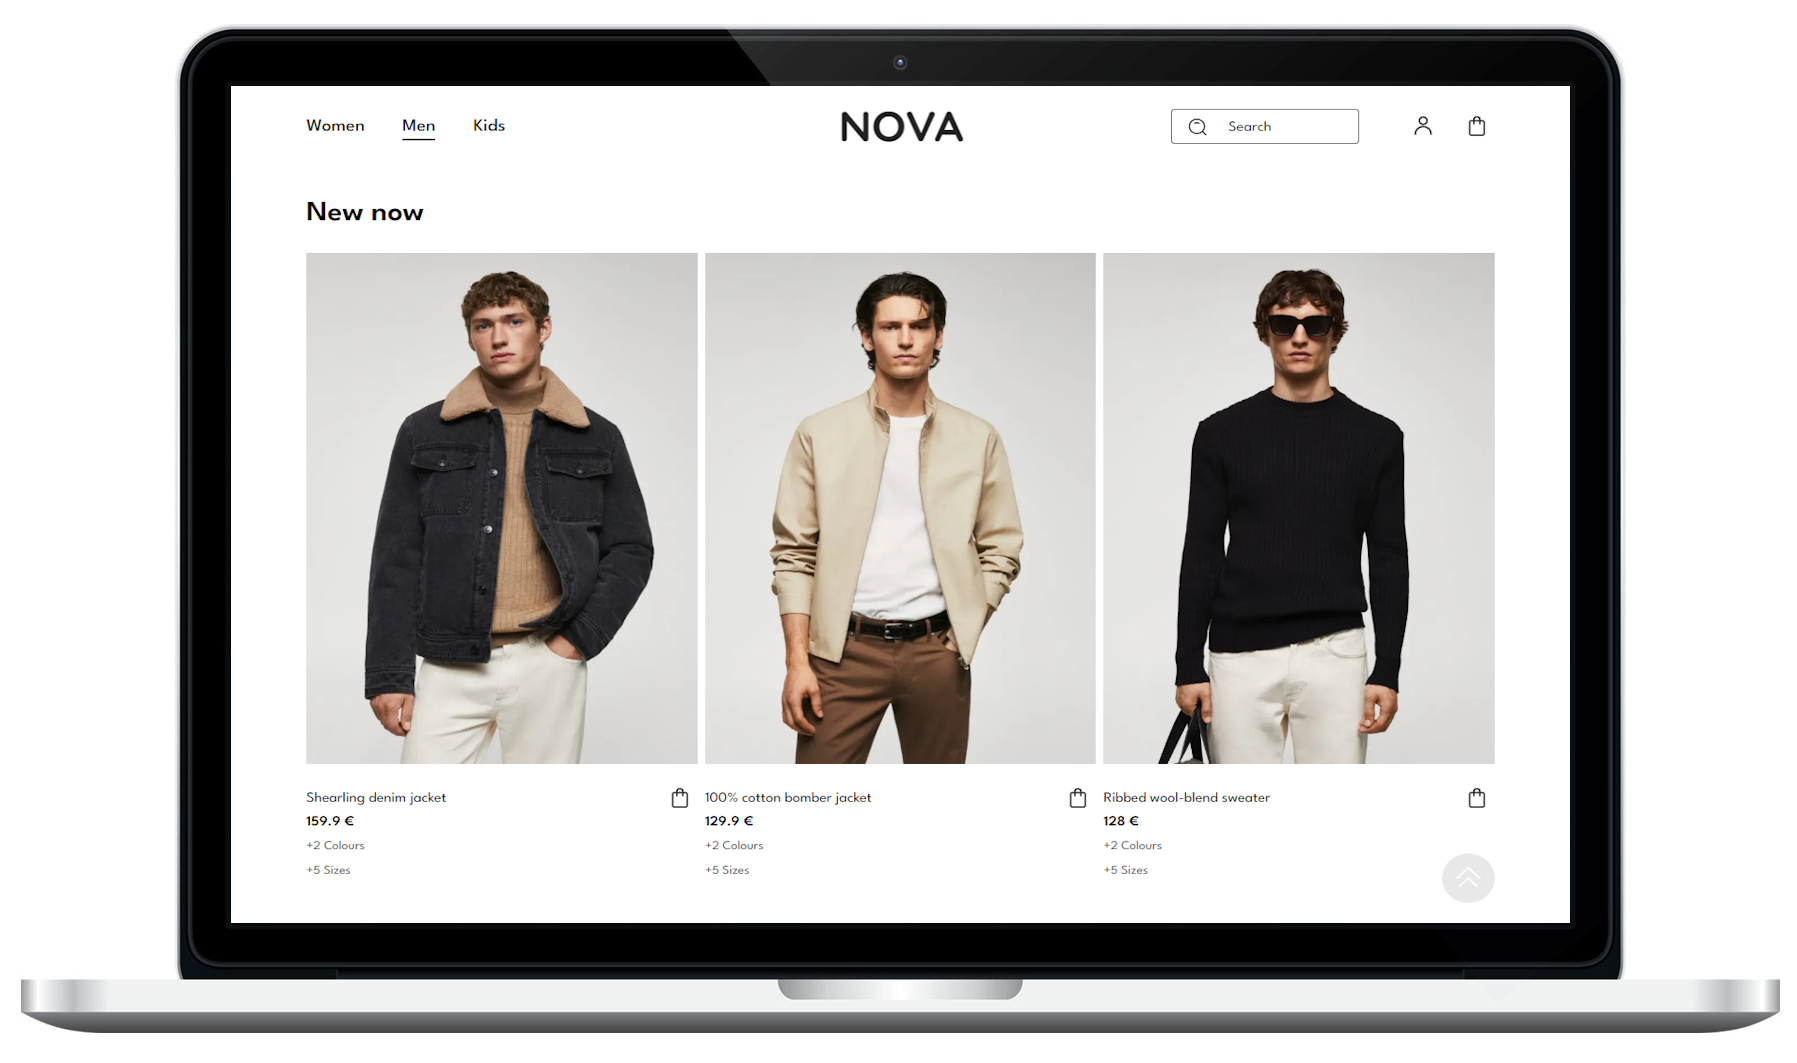 Women Men Kids NOVA Search
New now
Shearling denim jacket
159.9 €
+2 Colours
+5 Sizes
100% cotton bomber jacket
129.9 €
+2 Colours
+5 Sizes
Ribbed wool-blend sweater
128 €
+2 Colours
+5 Sizes